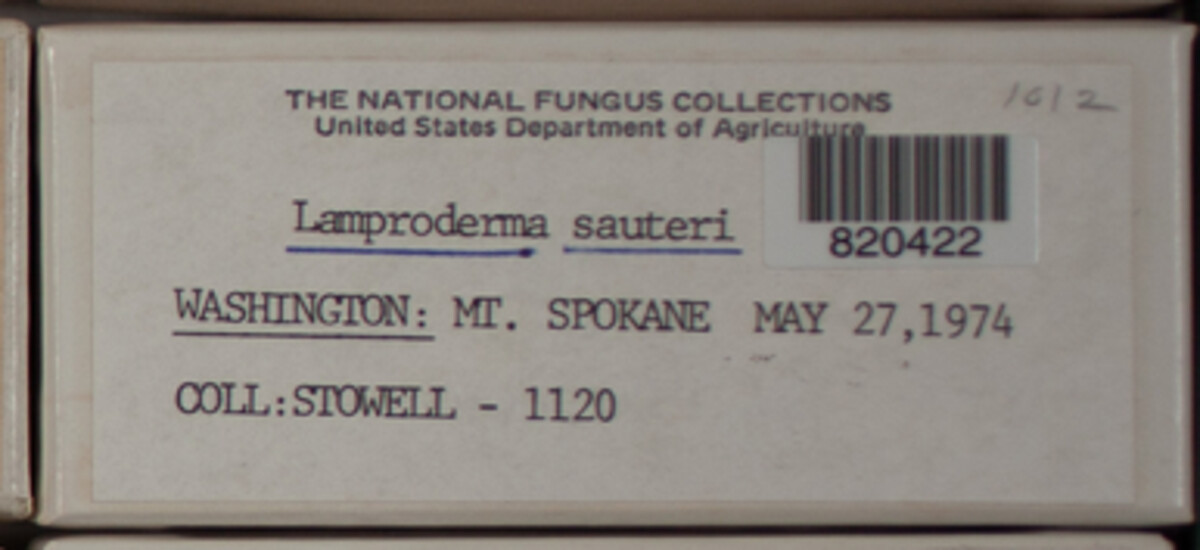 THE NATIONAL FUNGUS COLLECTIONS
1612
United States Department of Agriculture
820422
Lamproderma sauteri
WASHINGTON: MT. SPOKANE MAY 27,1974
COLL:STOWELL - 1120